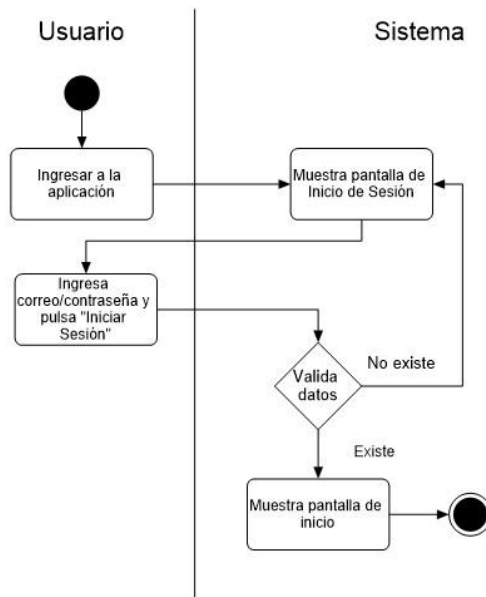 Usuario
Sistema
Ingresar a la
aplicación
Muestra pantalla de
Inicio de Sesión
Ingresa
correo/contraseña y
pulsa "Iniciar
Sesión"
Valida
datos
No existe
Existe
Muestra pantalla de
inicio